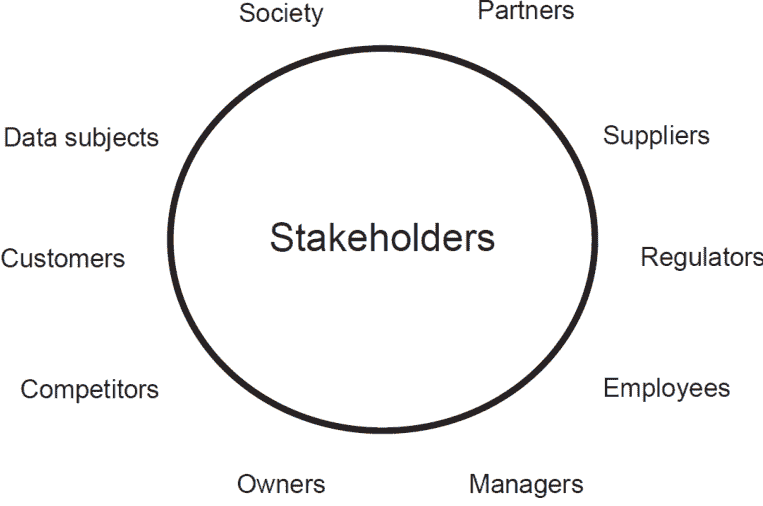 Society
Partners
Data subjects
Suppliers
Stakeholders
Customers
Regulators
Competitors
Employees
Owners
Managers